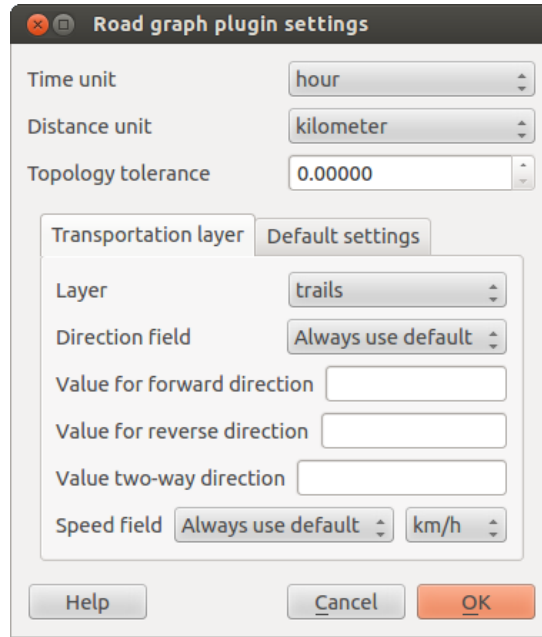 Road graph plugin settings
Time unit hour
Distance unit kilometer
Topology tolerance 0.00000
Transportation layer Default settings
Layer trails
Direction field Always use default
Value for forward direction
Value for reverse direction
Value two-way direction
Speed field Always use default km/h
Help Cancel OK